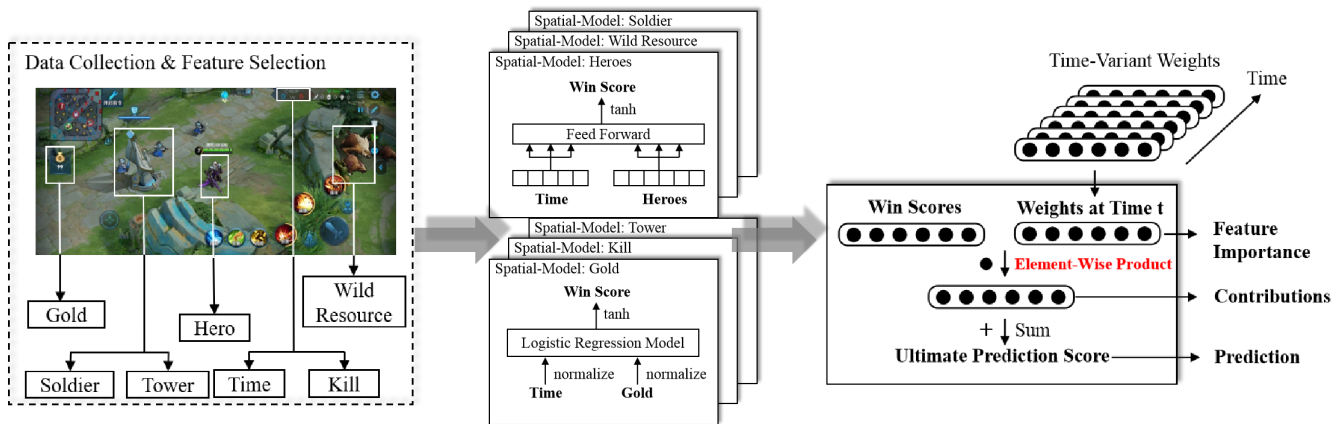 Data Collection & Feature Selection
Gold
Hero
Wild
Resource
Soldier
Tower
Time
Kill
Spatial-Model: Soldier
Spatial-Model: Wild Resource
Spatial-Model: Heroes
Win Score
tanh
Feed Forward
Time
Heroes
Spatial-Model: Tower
Spatial-Model: Kill
Spatial-Model: Gold
Win Score
tanh
Logistic Regression Model
normalize
normalize
Time
Gold
Time-Variant Weights
Time
Win Scores
Weights at Time t
Feature
Importance
Element-Wise Product
Contributions
+ Sum
Ultimate Prediction Score
Prediction